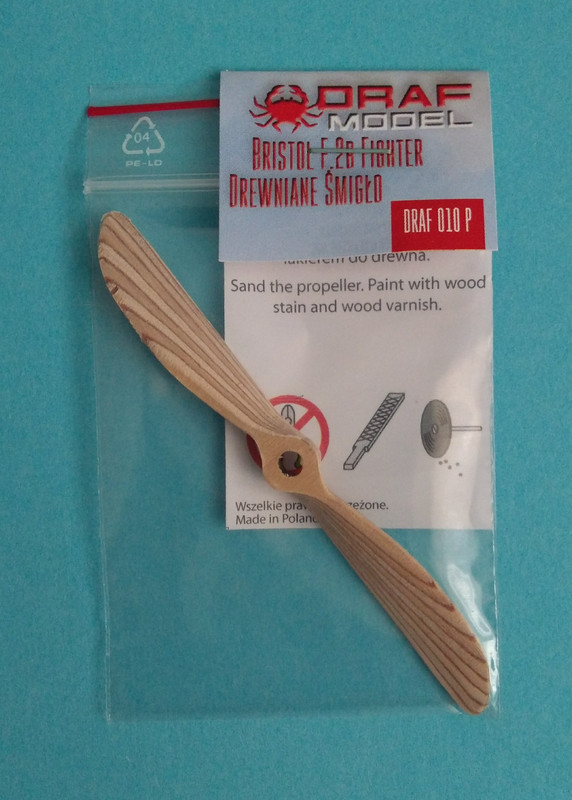 DRAF
MODEL
BRISTOL F.2B FIGHTER
DREWNIANE ŚMIGŁO
DRAF 010 P
04
PE-LD
lakierem do drewna.
Sand the propeller. Paint with wood
stain and wood varnish.
Wszelkie
Made in